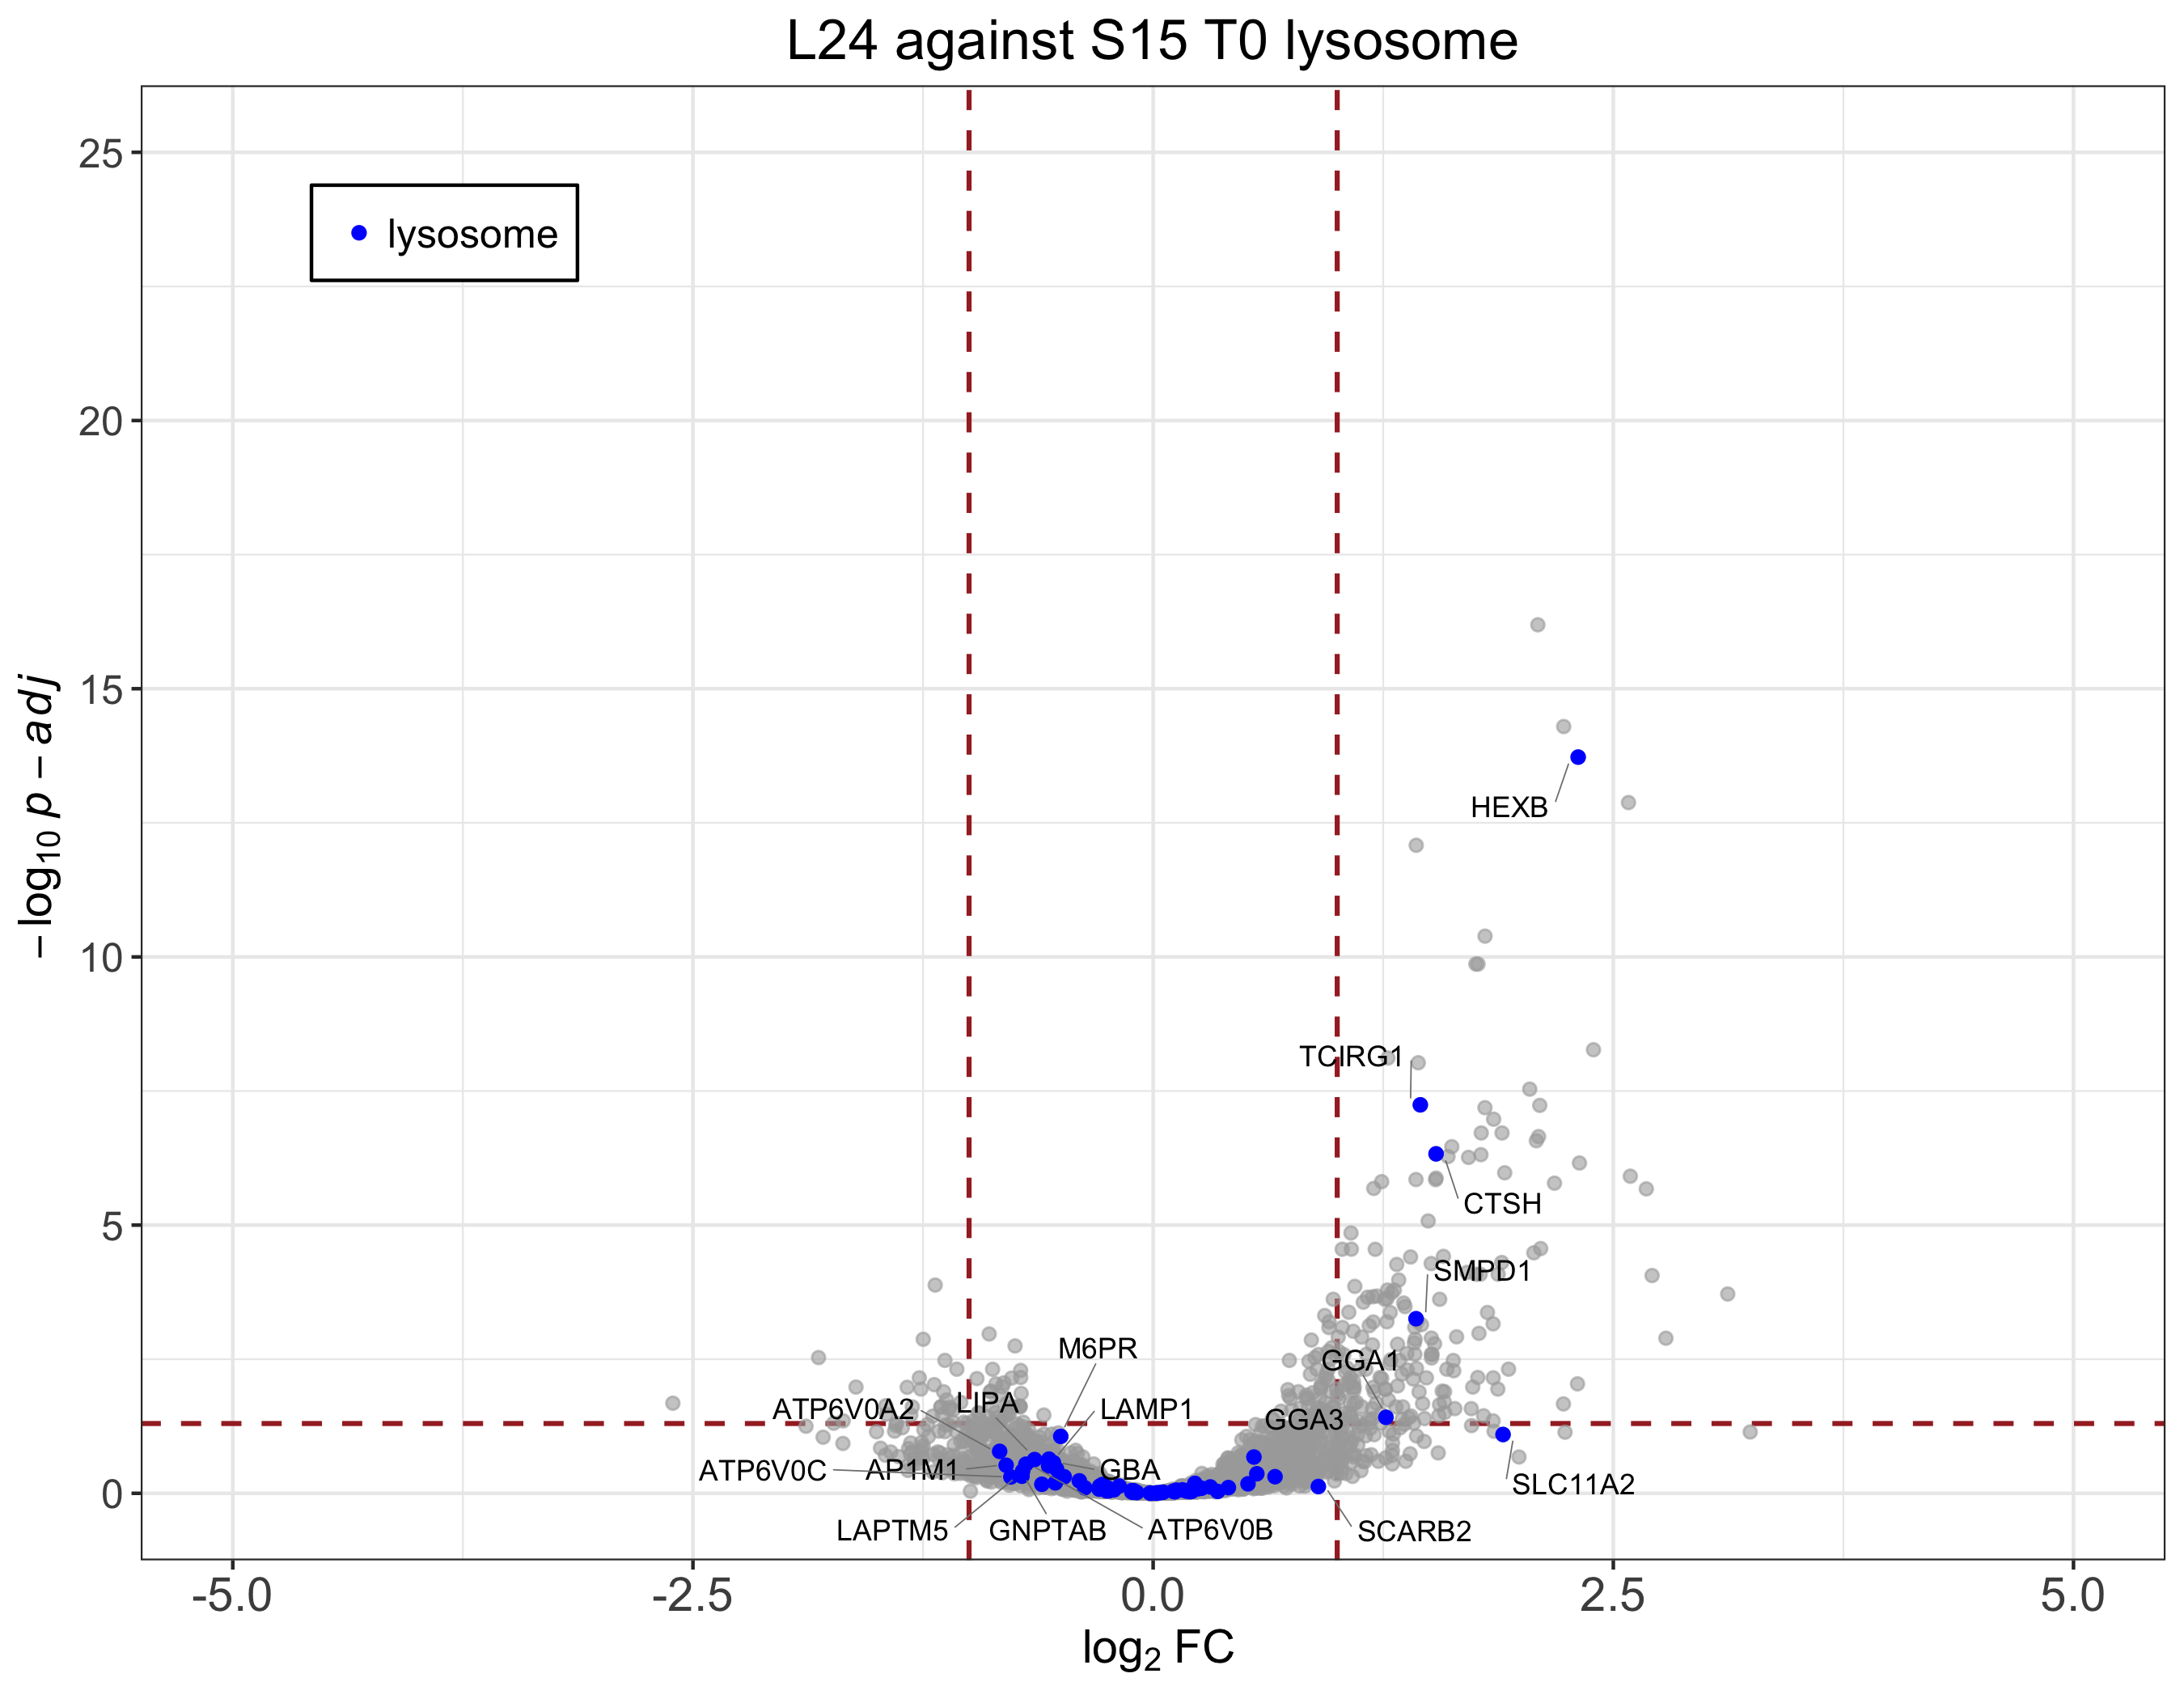 L24 against S15 T0 lysosome
25
20
15
10
5
0
−log10 p − adj
lysosome
HEXB
TCIRG1
CTSH
SMPD1
M6PR
GGA1
ATP6V0A2
LIPA
LAMP1
GGA3
ATP6V0C
AP1M1
GBA
SLC11A2
LAPTM5
GNPTAB
ATP6V0B
SCARB2
-5.0
-2.5
0.0
2.5
5.0
log2 FC